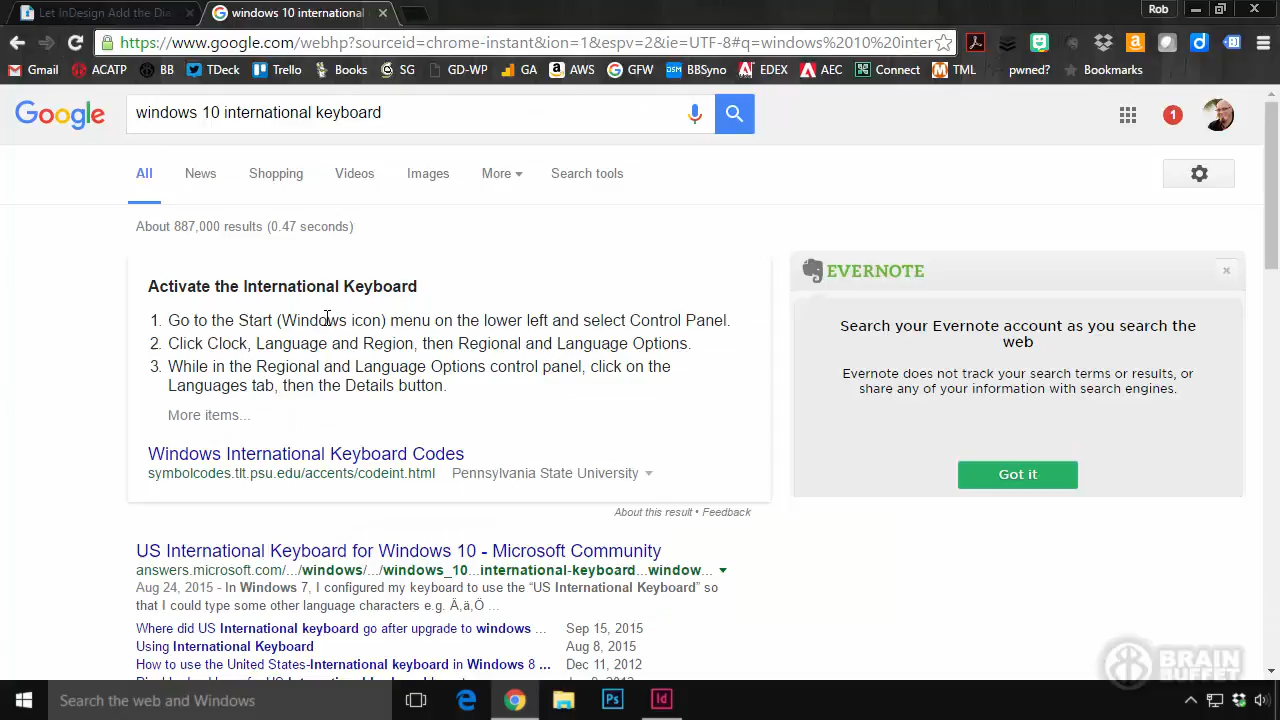 Let InDesign Add the Di
windows 10 international
Rob
https://www.google.com/webhp?sourceid=chrome-instant&ion=1&espv=2&ie=UTF-8#q=windows%2010%20inter
Gmail ACATP BB TDeck Trello Books SG GD-WP GA AWS GFW BBSyno EDEX AEC Connect TML pwned? Bookmarks
Google
windows 10 international keyboard
1
All News Shopping Videos Images More Search tools
About 887,000 results (0.47 seconds)
Activate the International Keyboard
1. Go to the Start (Windows icon) menu on the lower left and select Control Panel.
2. Click Clock, Language and Region, then Regional and Language Options.
3. While in the Regional and Language Options control panel, click on the
Languages tab, then the Details button.
More items...
Windows International Keyboard Codes
symbolcodes.tlt.psu.edu/accents/codeint.html Pennsylvania State University
About this result • Feedback
EVERNOTE
Search your Evernote account as you search the
web
Evernote does not track your search terms or results, or
share any of your information with search engines.
Got it
US International Keyboard for Windows 10 - Microsoft Community
answers.microsoft.com/.../windows/.../windows_10...international-keyboard...window...
Aug 24, 2015 - In Windows 7, I configured my keyboard to use the “US International Keyboard” so
that I could type some other language characters e.g. Ä,ä,Ö ...
Where did US International keyboard go after upgrade to windows ... Sep 15, 2015
Using International Keyboard Aug 8, 2015
How to use the United States-International keyboard in Windows 8 ... Dec 11, 2012
BRAIN
BUFFET
Search the web and Windows
Ps
Id